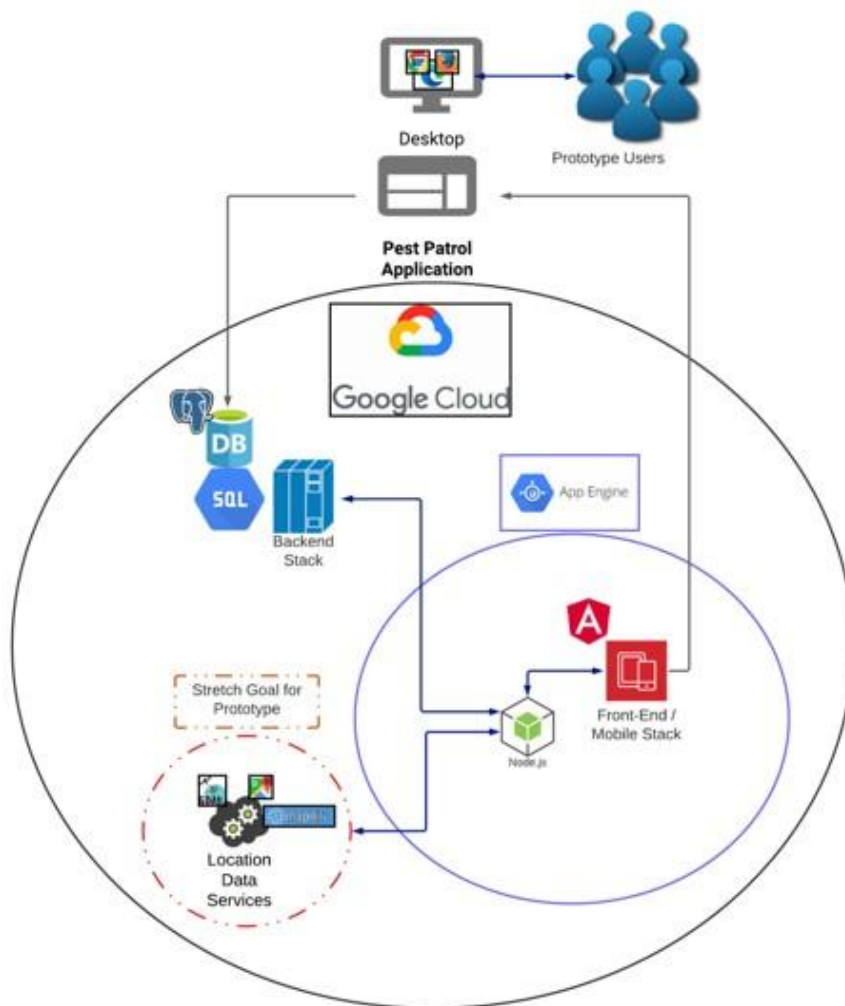 Desktop
Prototype Users
Pest Patrol
Application
Google Cloud
DB
SQL
Backend
Stack
App Engine
Stretch Goal for
Prototype
Front-End /
Mobile Stack
Node.js
Location
Data
Services